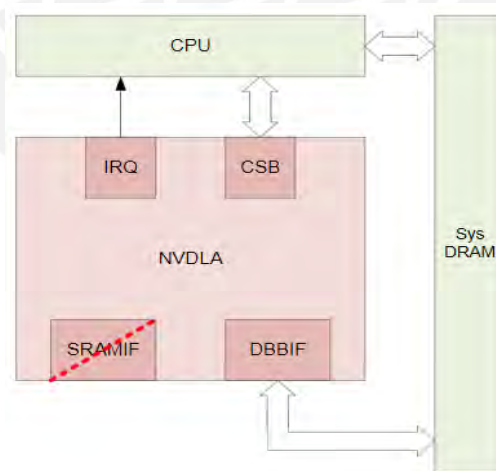 CPU
IRQ
CSB
NVDLA
Sys
DRAM
SRAMIF
DBBIF